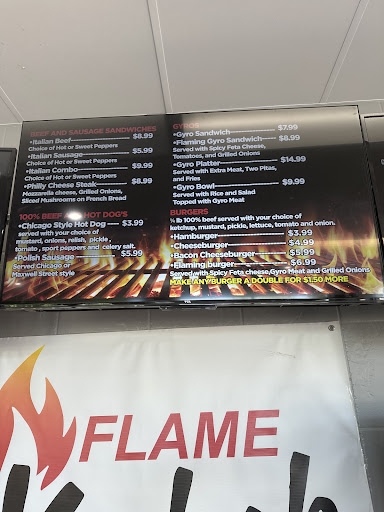 BEEF AND SAUSAGE SANDWICHES
•Italian Beef $8.99
Choice of Hot or Sweet Peppers
•Italian Sausage $5.99
Choice of Hot or Sweet Peppers
•Italian Combo $9.99
Choice of Hot or Sweet Peppers
•Philly Cheese Steak $8.99
Mozzarella cheese, Grilled Onions,
Sliced Mushrooms on French Bread
100% BEEF HOT DOG'S
•Chicago Style Hot Dog $3.99
served with your choice of
mustard, onions, relish, pickle,
tomato, sport peppers and celery salt.
•Polish Sausage $5.99
Served Chicago or
Maxwell Street style
GYROS
•Gyro Sandwich $7.99
•Flaming Gyro Sandwich $8.99
Served with Spicy Feta Cheese,
Tomatoes, and Grilled Onions
•Gyro Platter $14.99
Served with Extra Meat, Two Pitas,
and Fries
•Gyro Bowl $9.99
Served with Rice and Salad
Topped with Gyro Meat
BURGERS
lb 100% beef served with your choice of
ketchup, mustard, pickle, lettuce, tomato and onion.
•Hamburger $3.99
•Cheeseburger $4.99
•Bacon Cheeseburger $5.99
•Flaming burger $6.99
Served with Spicy Feta cheese,Gyro Meat and Grilled Onions
MAKE ANY BURGER A DOUBLE FOR $1.50 MORE
FLAME